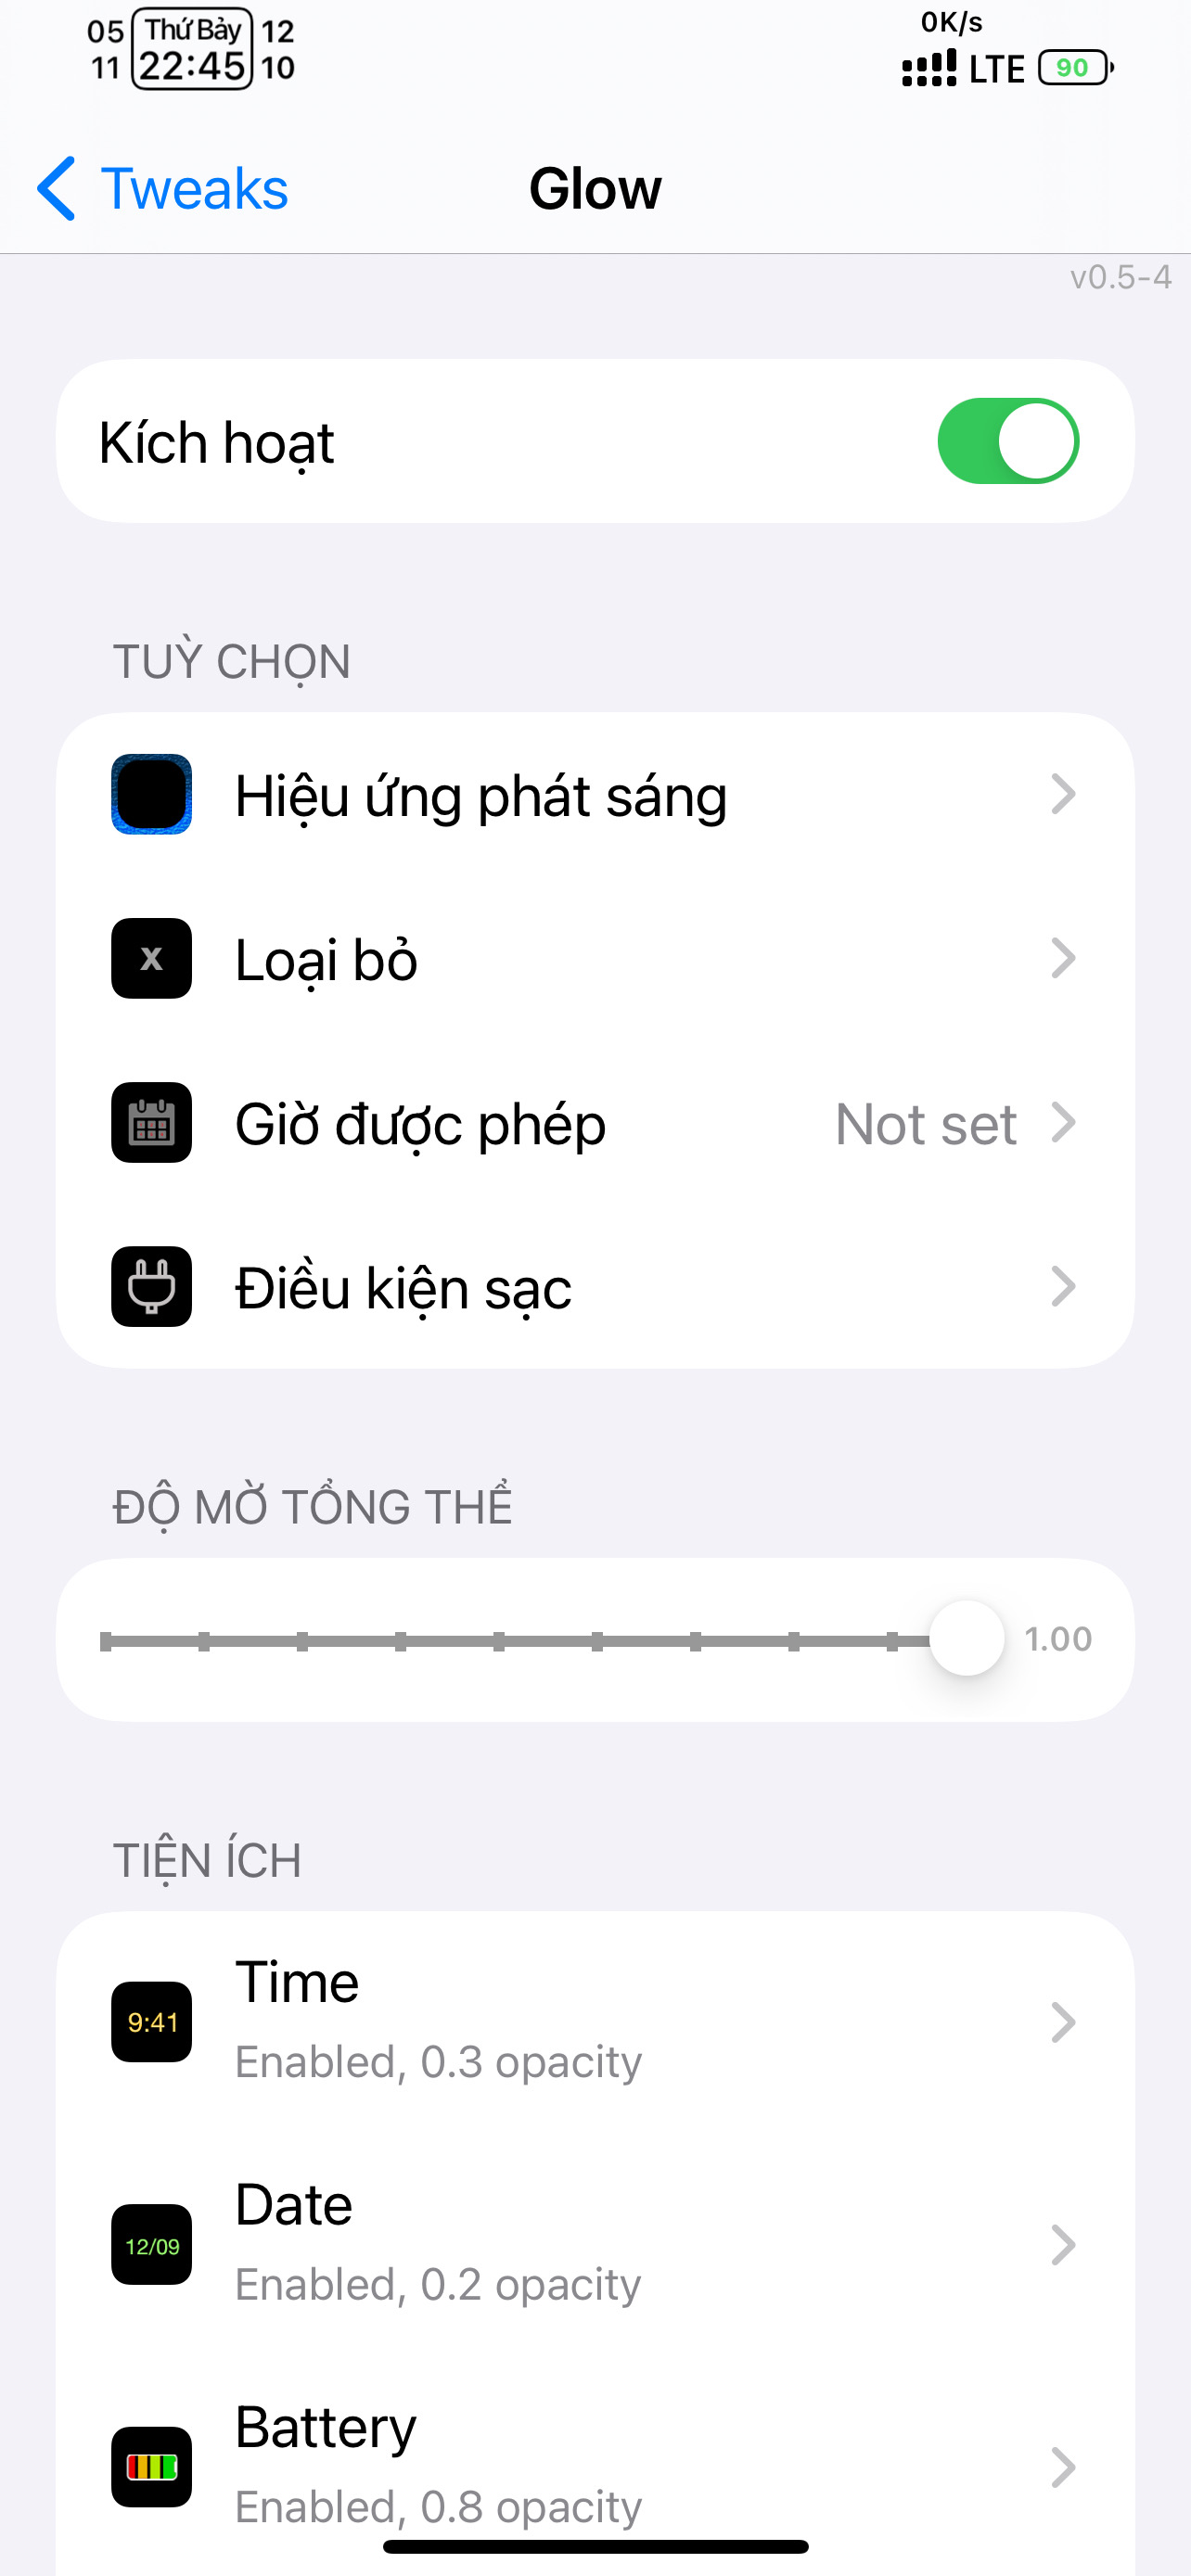 05 Thứ Bảy 12
11 22:45 10
0K/s
LTE 90
Tweaks
Glow
v0.5-4
Kích hoạt
TUỲ CHỌN
Hiệu ứng phát sáng
x
Loại bỏ
Giờ được phép
Not set
Điều kiện sạc
ĐỘ MỜ TỔNG THỂ
1.00
TIỆN ÍCH
9:41
Time
Enabled, 0.3 opacity
12/09
Date
Enabled, 0.2 opacity
Battery
Enabled, 0.8 opacity